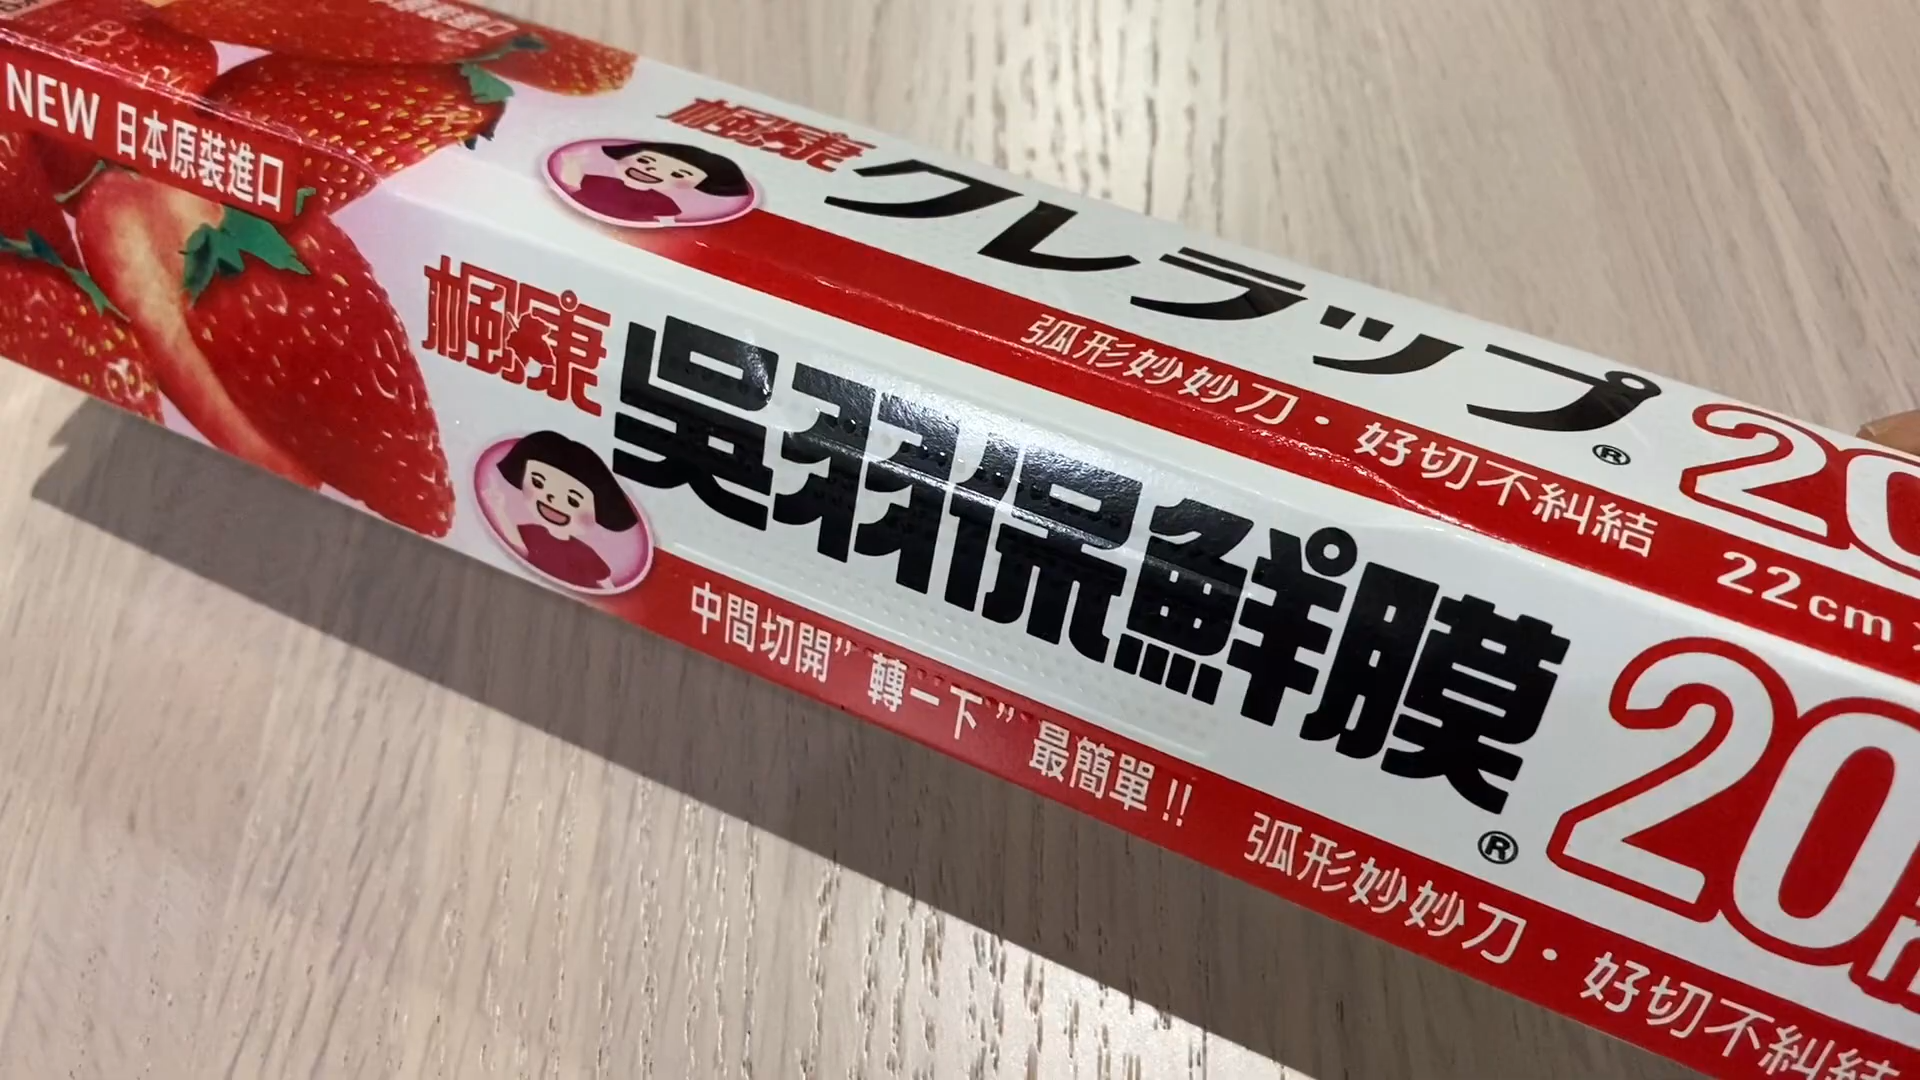 NEW 日本原裝進口
楓康
クレラップ®
20
弧形妙妙刀・好切不糾結
22cm
楓康
吳羽保鮮膜®
20
中間切開”轉一下”最簡單!! 弧形妙妙刀・好切不糾結